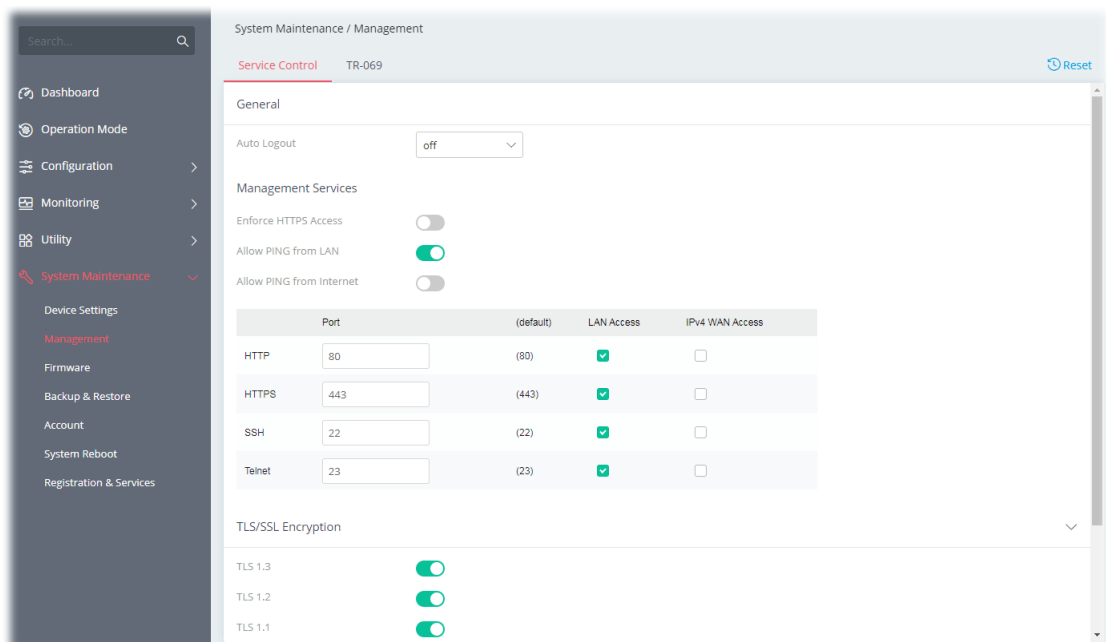 Search...
Dashboard
Operation Mode
Configuration
Monitoring
Utility
System Maintenance
Device Settings
Management
Firmware
Backup & Restore
Account
System Reboot
Registration & Services
System Maintenance / Management
Service Control TR-069 Reset
General
Auto Logout off
Management Services
Enforce HTTPS Access
Allow PING from LAN
Allow PING from Internet
Port (default) LAN Access IPv4 WAN Access
HTTP 80 (80)
HTTPS 443 (443)
SSH 22 (22)
Telnet 23 (23)
TLS/SSL Encryption
TLS 1.3
TLS 1.2
TLS 1.1